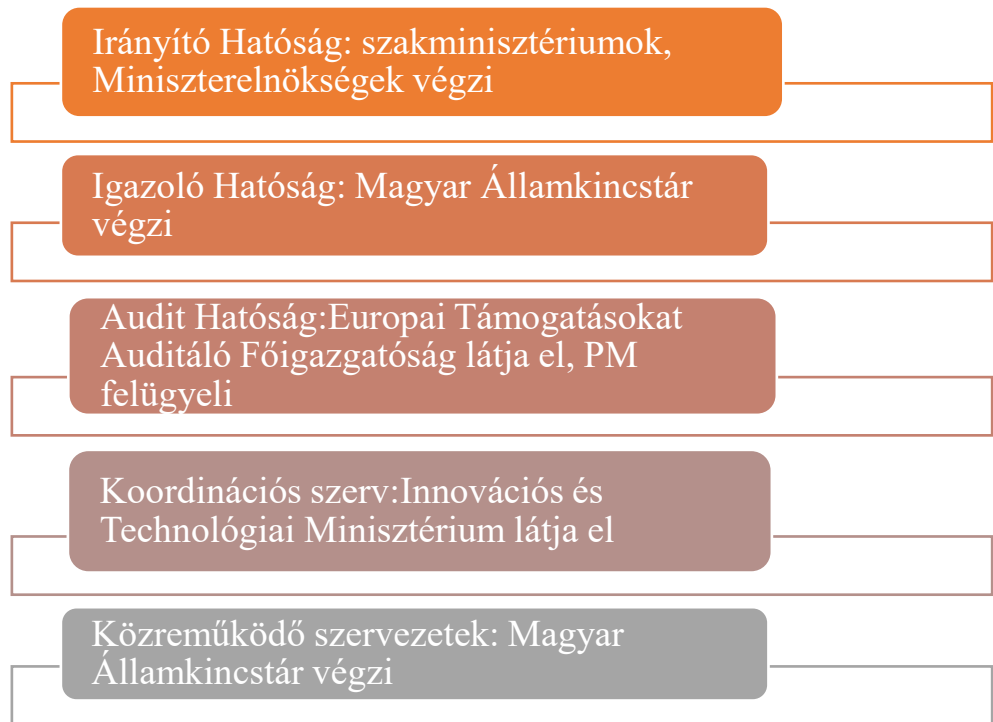 Irányító Hatóság: szakminisztériumok,
Miniszterelnökségek végzi
Igazoló Hatóság: Magyar Államkincstár
végzi
Audit Hatóság:Europai Támogatásokat
Auditáló Főigazgatóság látja el, PM
felügyeli
Koordinációs szerv:Innovációs és
Technológiai Minisztérium látja el
Közreműködő szervezetek: Magyar
Államkincstár végzi